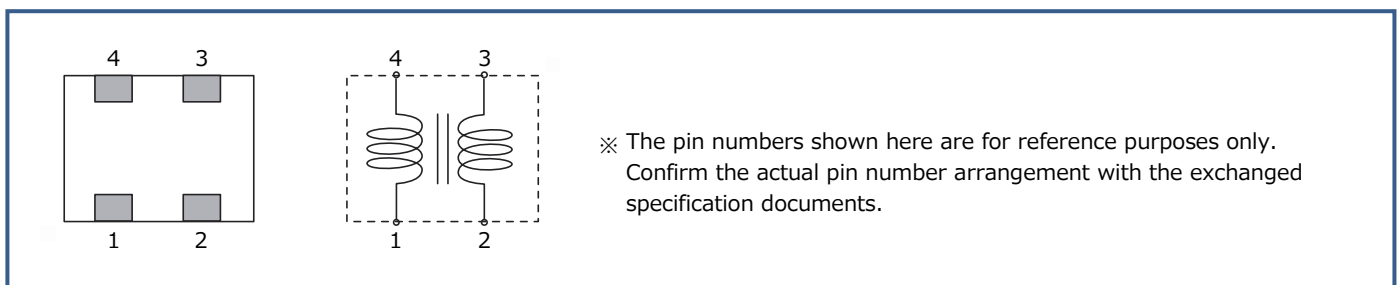 4 3
1 2
4 3
1 2
※ The pin numbers shown here are for reference purposes only.
Confirm the actual pin number arrangement with the exchanged
specification documents.